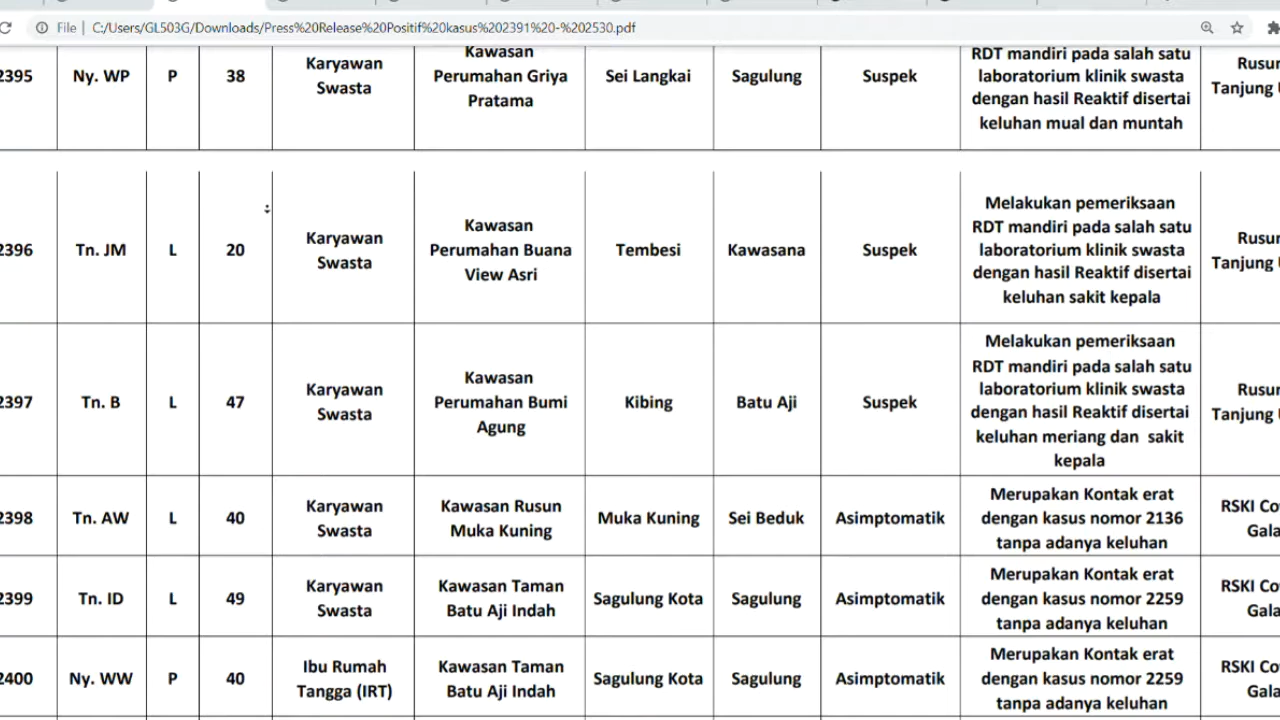 File | C:/Users/GL503G/Downloads/Press%20Release%20Positif%20kasus%202391%20-%202530.pdf
2395 Ny. WP P 38 Karyawan Swasta Kawasan Perumahan Griya Pratama Sei Langkai Sagulung Suspek RDT mandiri pada salah satu laboratorium klinik swasta dengan hasil Reaktif disertai keluhan mual dan muntah Tanjung
2396 Tn. JM L 20 Karyawan Swasta Kawasan Perumahan Buana View Asri Tembesi Kawasana Suspek Melakukan pemeriksaan RDT mandiri pada salah satu laboratorium klinik swasta dengan hasil Reaktif disertai keluhan sakit kepala Tanjung
2397 Tn. B L 47 Karyawan Swasta Kawasan Perumahan Bumi Agung Kibing Batu Aji Suspek Melakukan pemeriksaan RDT mandiri pada salah satu laboratorium klinik swasta dengan hasil Reaktif disertai keluhan meriang dan sakit kepala Tanjung
2398 Tn. AW L 40 Karyawan Swasta Kawasan Rusun Muka Kuning Muka Kuning Sei Beduk Asimptomatik Merupakan Kontak erat dengan kasus nomor 2136 tanpa adanya keluhan RSKI
2399 Tn. ID L 49 Karyawan Swasta Kawasan Taman Batu Aji Indah Sagulung Kota Sagulung Asimptomatik Merupakan Kontak erat dengan kasus nomor 2259 tanpa adanya keluhan RSKI
2400 Ny. WW P 40 Ibu Rumah Tangga (IRT) Kawasan Taman Batu Aji Indah Sagulung Kota Sagulung Asimptomatik Merupakan Kontak erat dengan kasus nomor 2259 tanpa adanya keluhan RSKI